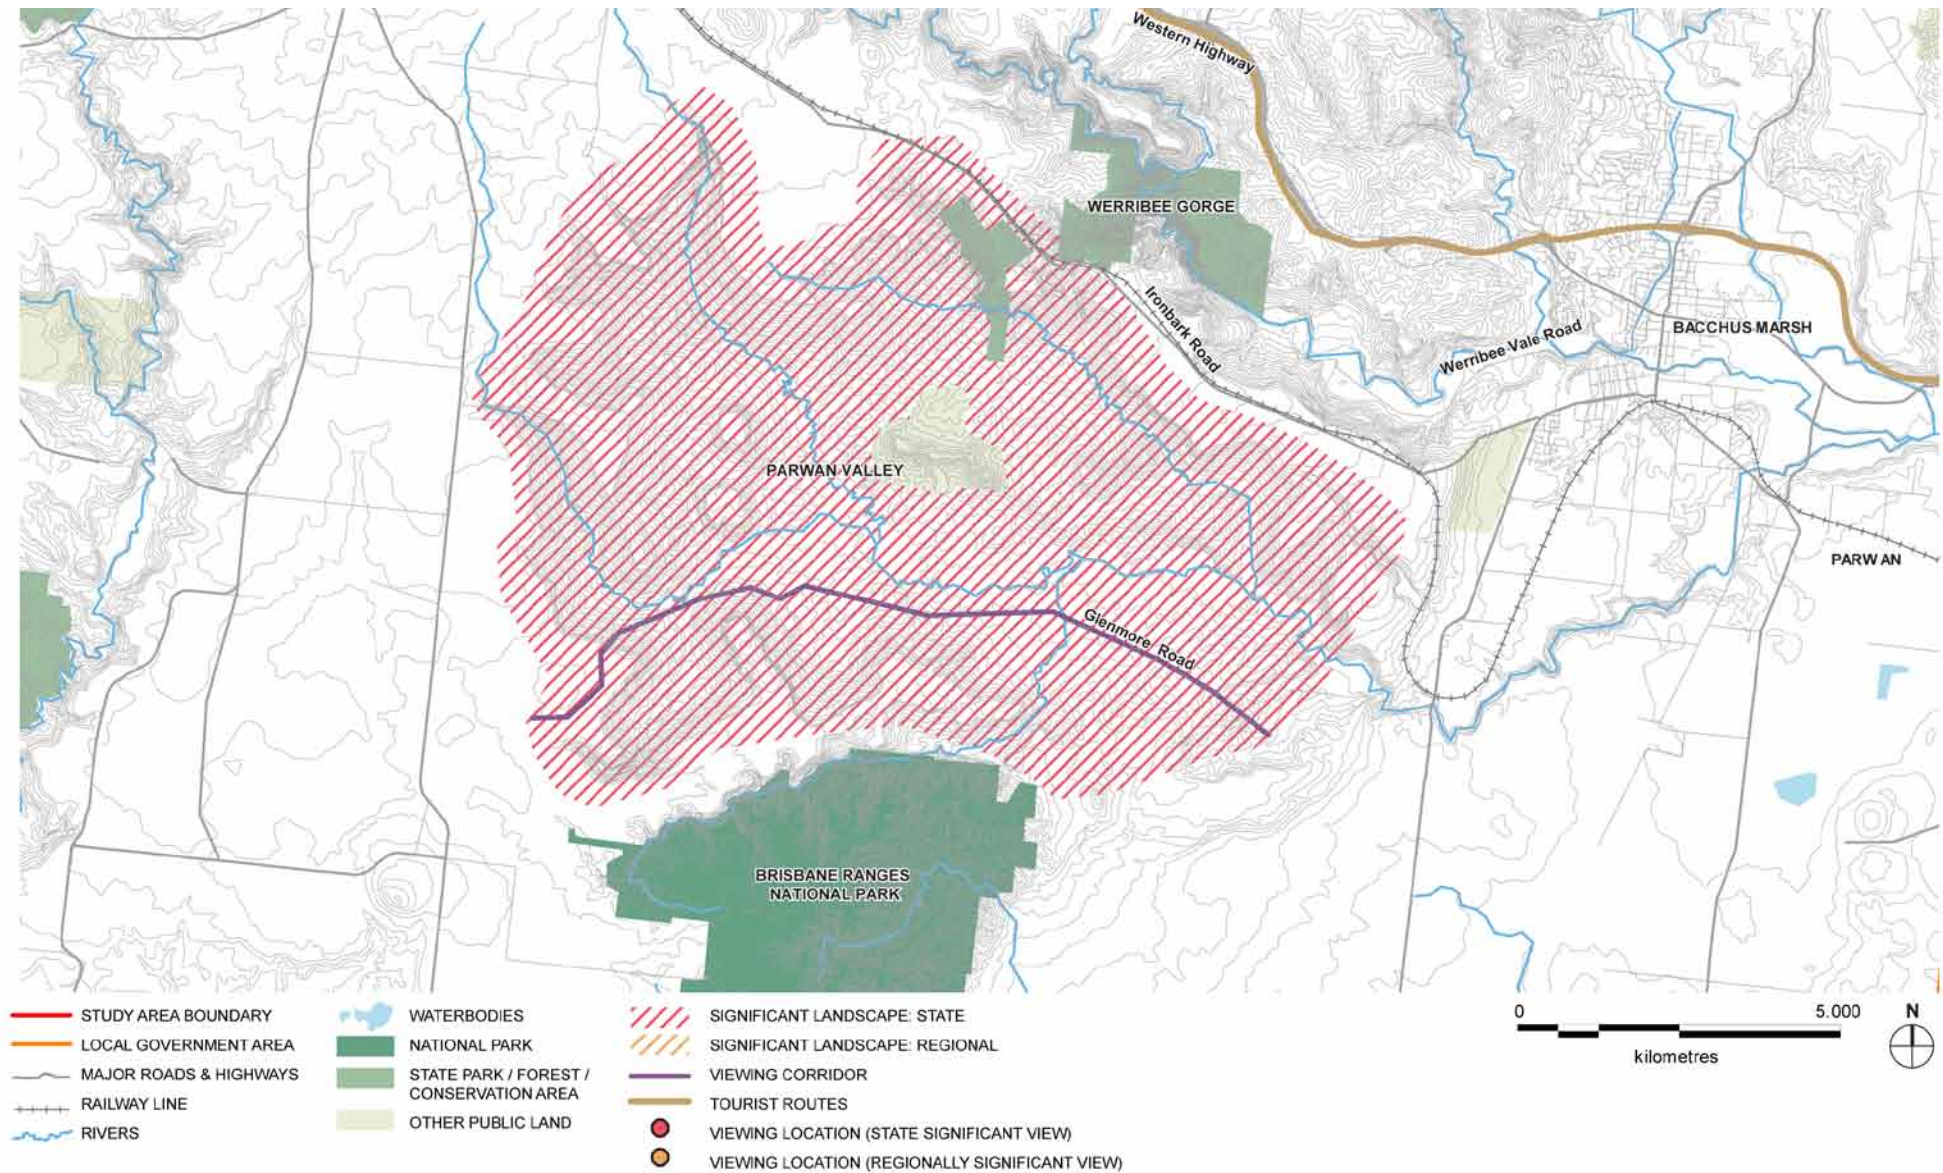 Western Highway
WERRIBEE GORGE
Ironbark Road
BACCHUS MARSH
Werribee Vale Road
PARWAN VALLEY
PARWAN
Glenmore Road
BRISBANE RANGES
NATIONAL PARK
STUDY AREA BOUNDARY
LOCAL GOVERNMENT AREA
MAJOR ROADS & HIGHWAYS
RAILWAY LINE
RIVERS
WATERBODIES
NATIONAL PARK
STATE PARK / FOREST /
CONSERVATION AREA
OTHER PUBLIC LAND
SIGNIFICANT LANDSCAPE: STATE
SIGNIFICANT LANDSCAPE: REGIONAL
VIEWING CORRIDOR
TOURIST ROUTES
VIEWING LOCATION (STATE SIGNIFICANT VIEW)
VIEWING LOCATION (REGIONALLY SIGNIFICANT VIEW)
0 5.000
kilometres
N